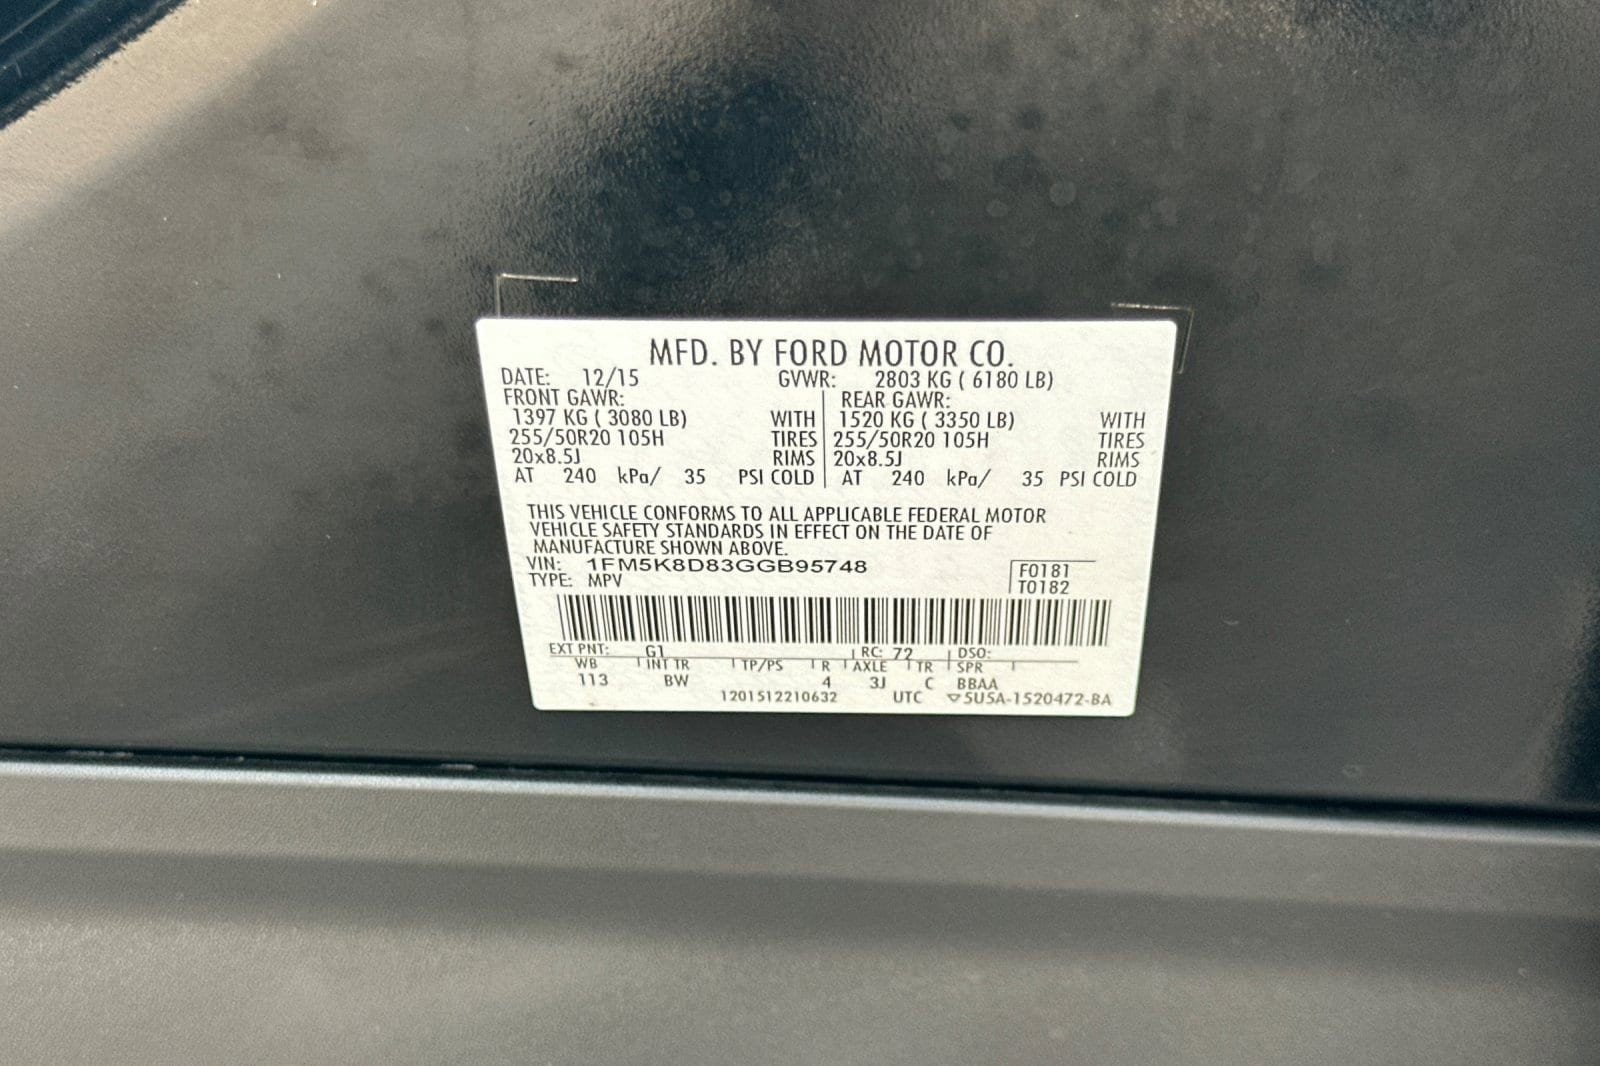 MFD. BY FORD MOTOR CO.
DATE: 12/15 GVWR: 2803 KG ( 6180 LB)
FRONT GAWR: REAR GAWR:
1397 KG ( 3080 LB) WITH 1520 KG ( 3350 LB) WITH
255/50R20 105H TIRES 255/50R20 105H TIRES
20x8.5J RIMS 20x8.5J RIMS
AT 240 kPa/ 35 PSI COLD AT 240 kPa/ 35 PSI COLD
THIS VEHICLE CONFORMS TO ALL APPLICABLE FEDERAL MOTOR
VEHICLE SAFETY STANDARDS IN EFFECT ON THE DATE OF
MANUFACTURE SHOWN ABOVE.
VIN: 1FM5K8D83GGB95748 F0181
TYPE: MPV T0182
EXT PNT: G1 RC: 72 DSO:
WB INT TR TP/PS R AXLE TR SPR
113 BW 4 3J C BBAA
1201512210632 UTC ▽5U5A-1520472-BA